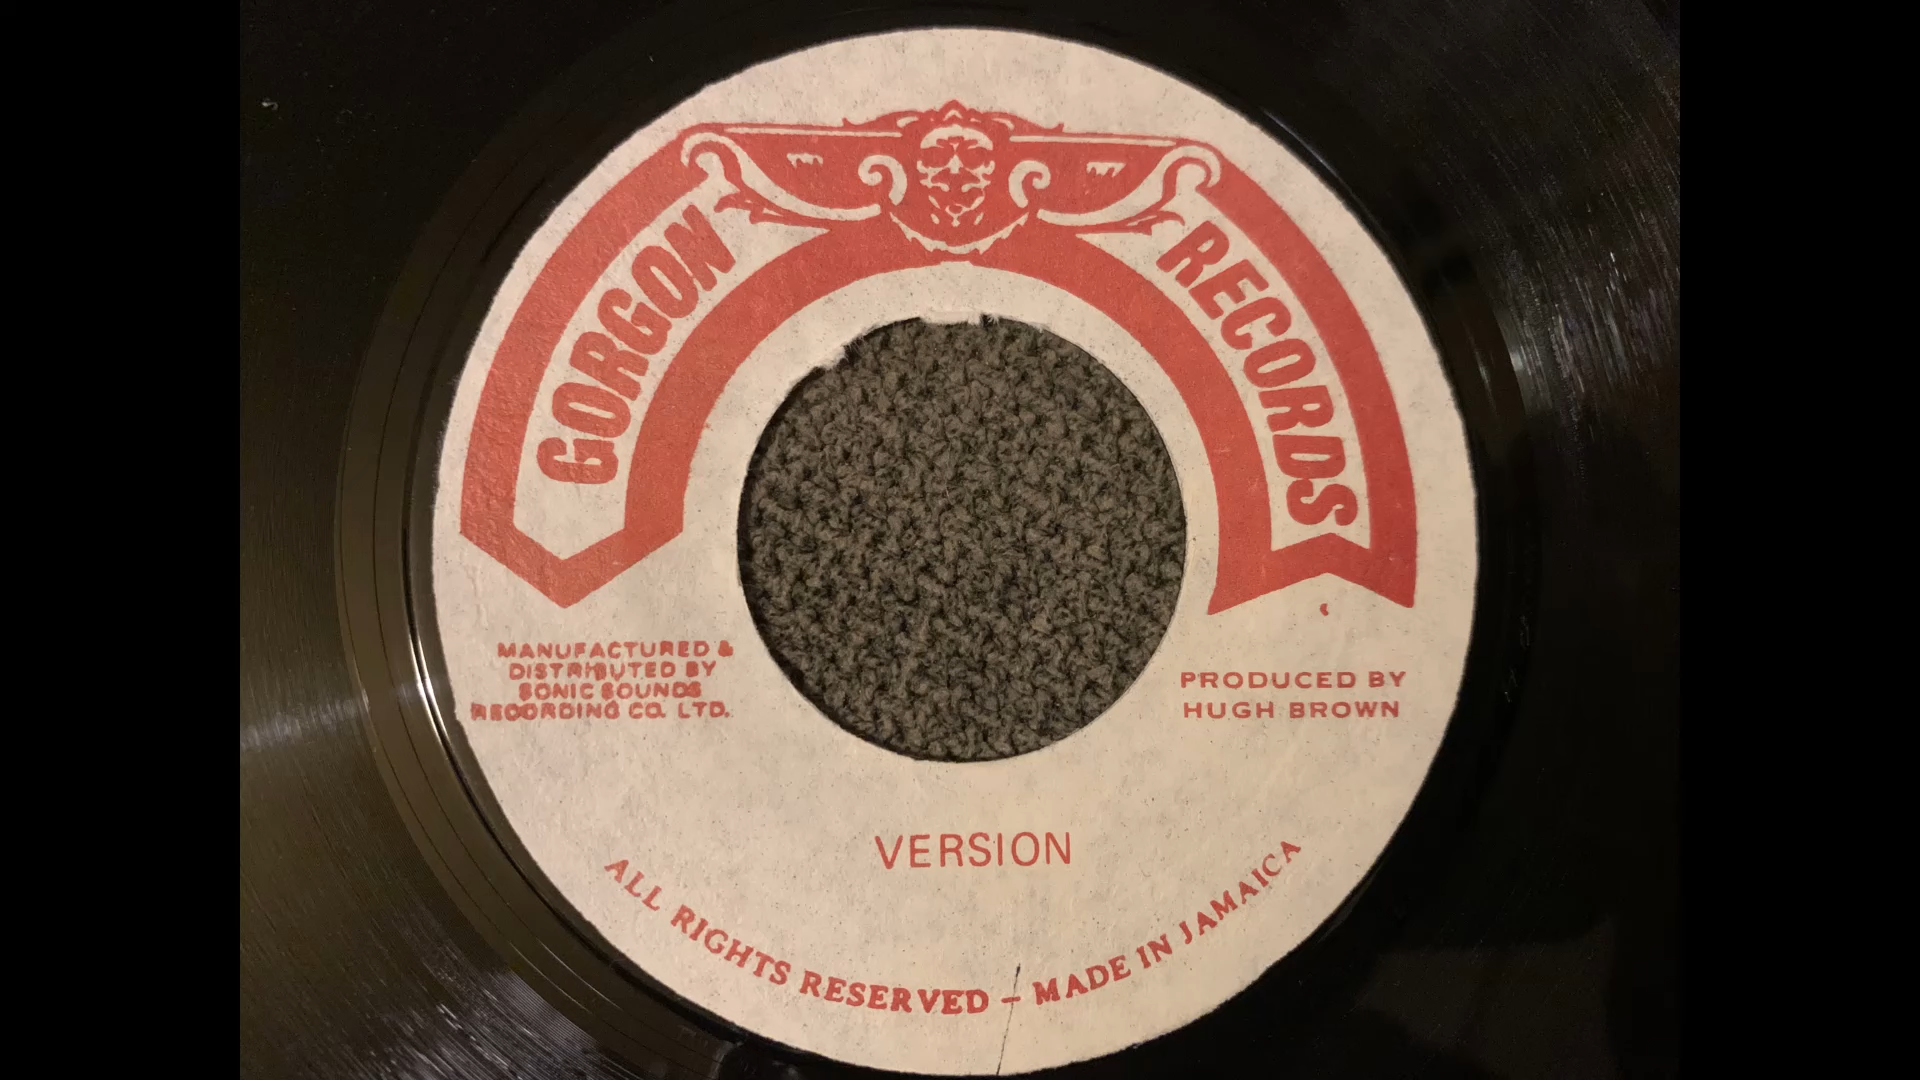 GORGON RECORDS
MANUFACTURED &
DISTRIBUTED BY
SONIC SOUNDS
RECORDING CO. LTD.
PRODUCED BY
HUGH BROWN
VERSION
ALL RIGHTS RESERVED – MADE IN JAMAICA